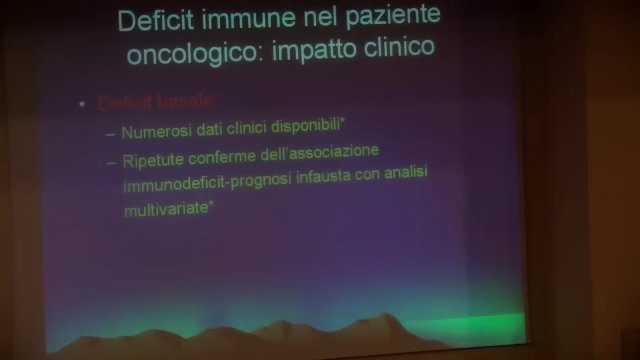 Deficit immune nel paziente
oncologico: impatto clinico
• Deficit basale
– Numerosi dati clinici disponibili*
– Ripetute conferme dell'associazione
immunodeficit-prognosi infausta con analisi
multivariate*